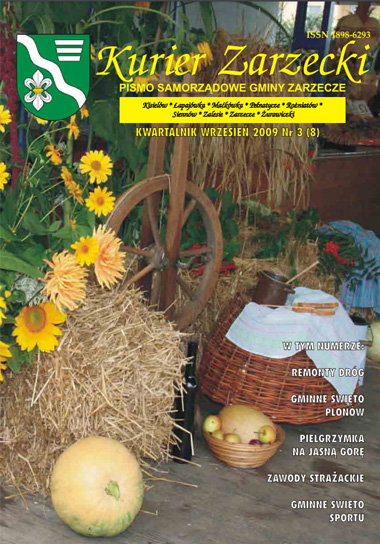 ISSN 1898-6293
Kurier Zarzecki
PISMO SAMORZĄDOWE GMINY ZARZECZE
Kisielów * Łapajówka * Maćkówka * Pełnatycze * Rożniatów *
Siennów * Zalesie * Zarzecze * Żurawiczki
KWARTALNIK WRZESIEŃ 2009 Nr 3 (8)
W TYM NUMERZE:
REMONTY DRÓG
GMINNE ŚWIĘTO
PLONÓW
PIELGRZYMKA
NA JASNĄ GÓRĘ
ZAWODY STRAŻACKIE
GMINNE ŚWIĘTO
SPORTU